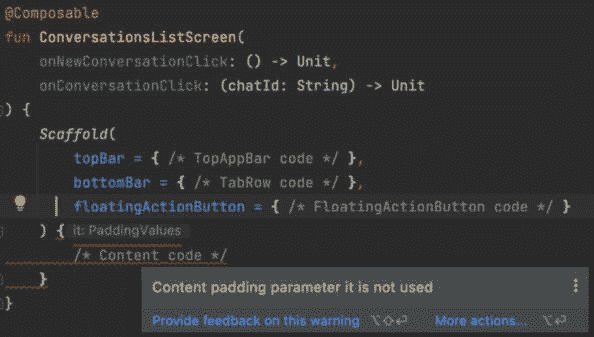 @Composable
fun ConversationsListScreen(
onNewConversationClick: () -> Unit,
onConversationClick: (chatId: String) -> Unit
) {
Scaffold(
topBar = { /* TopAppBar code */ },
bottomBar = { /* TabRow code */ },
floatingActionButton = { /* FloatingActionButton code */ }
) { it: PaddingValues
/* Content code */
}
}
Content padding parameter it is not used
Provide feedback on this warning ⌥⇧⏎ More actions... ⌥⏎